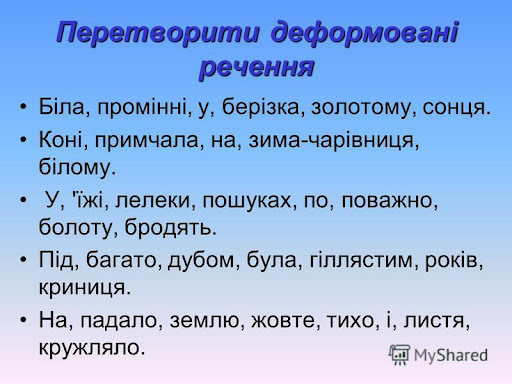 Перетворити деформовані
речення
• Біла, промінні, у, берізка, золотому, сонця.
• Коні, примчала, на, зима-чарівниця,
білому.
• У, 'їжі, лелеки, пошуках, по, поважно,
болоту, бродять.
• Під, багато, дубом, була, гіллястим, років,
криниця.
• На, падало, землю, жовте, тихо, і, листя,
кружляло.
MyShared